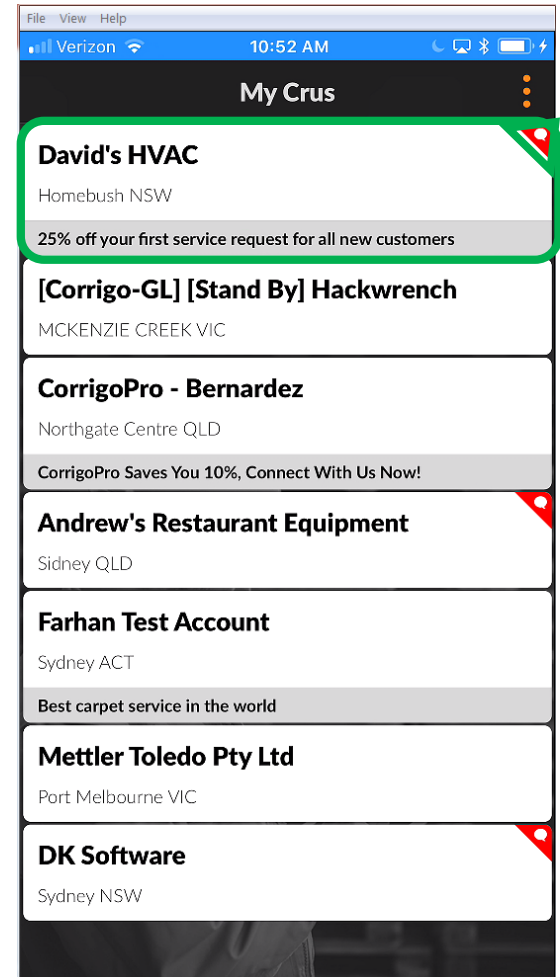 File View Help
Verizon 10:52 AM
My Crus
David's HVAC
Homebush NSW
25% off your first service request for all new customers
[Corrigo-GL] [Stand By] Hackwrench
MCKENZIE CREEK VIC
CorrigoPro - Bernardez
Northgate Centre QLD
CorrigoPro Saves You 10%, Connect With Us Now!
Andrew's Restaurant Equipment
Sidney QLD
Farhan Test Account
Sydney ACT
Best carpet service in the world
Mettler Toledo Pty Ltd
Port Melbourne VIC
DK Software
Sydney NSW